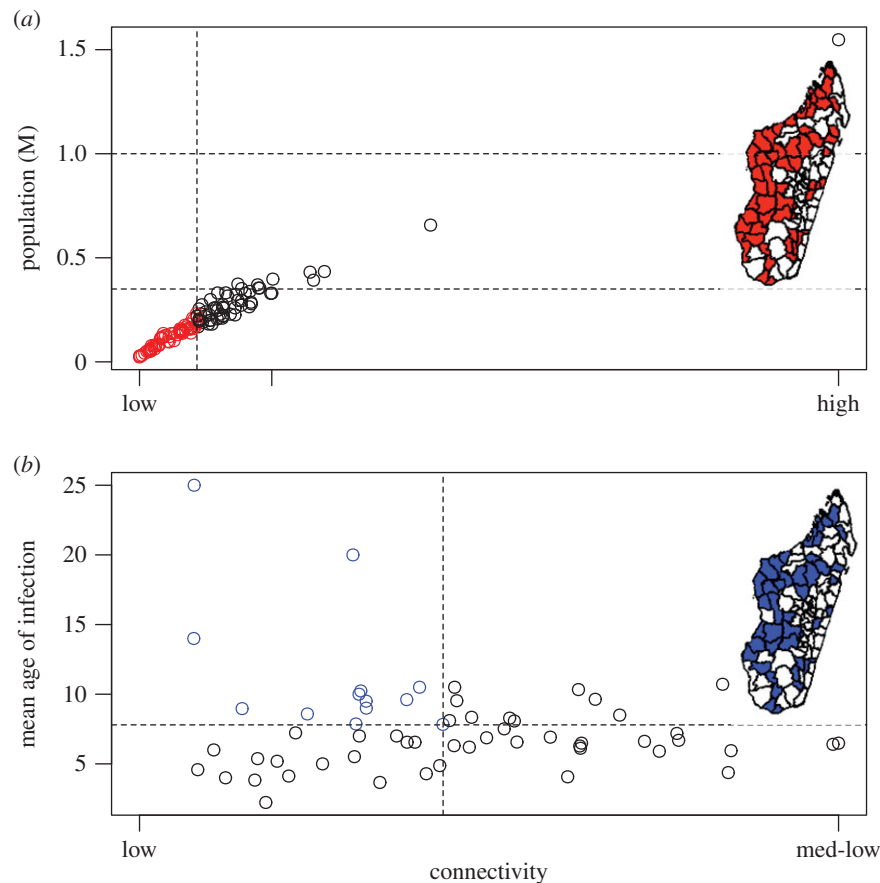 (a)
population (M)
1.5
1.0
0.5
0
low
high
(b)
mean age of infection
25
20
15
10
5
low
med-low
connectivity